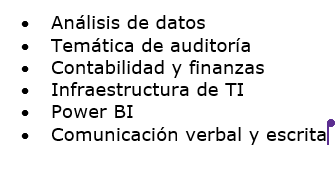 • Análisis de datos
• Temática de auditoría
• Contabilidad y finanzas
• Infraestructura de TI
• Power BI
• Comunicación verbal y escrita